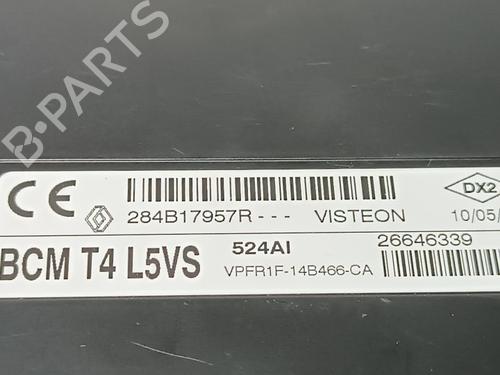 B-PARTS
CE
284B17957R---
VISTEON
DX2
10/05/
BCM T4 L5VS
524AI
26646339
VPFR1F-14B466-CA